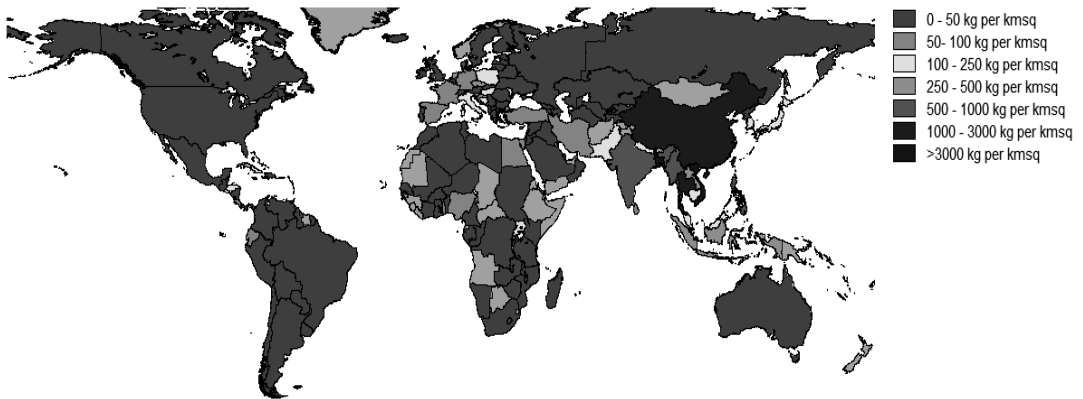 0 - 50 kg per kmsq
50- 100 kg per kmsq
100 - 250 kg per kmsq
250 - 500 kg per kmsq
500 - 1000 kg per kmsq
1000 - 3000 kg per kmsq
>3000 kg per kmsq